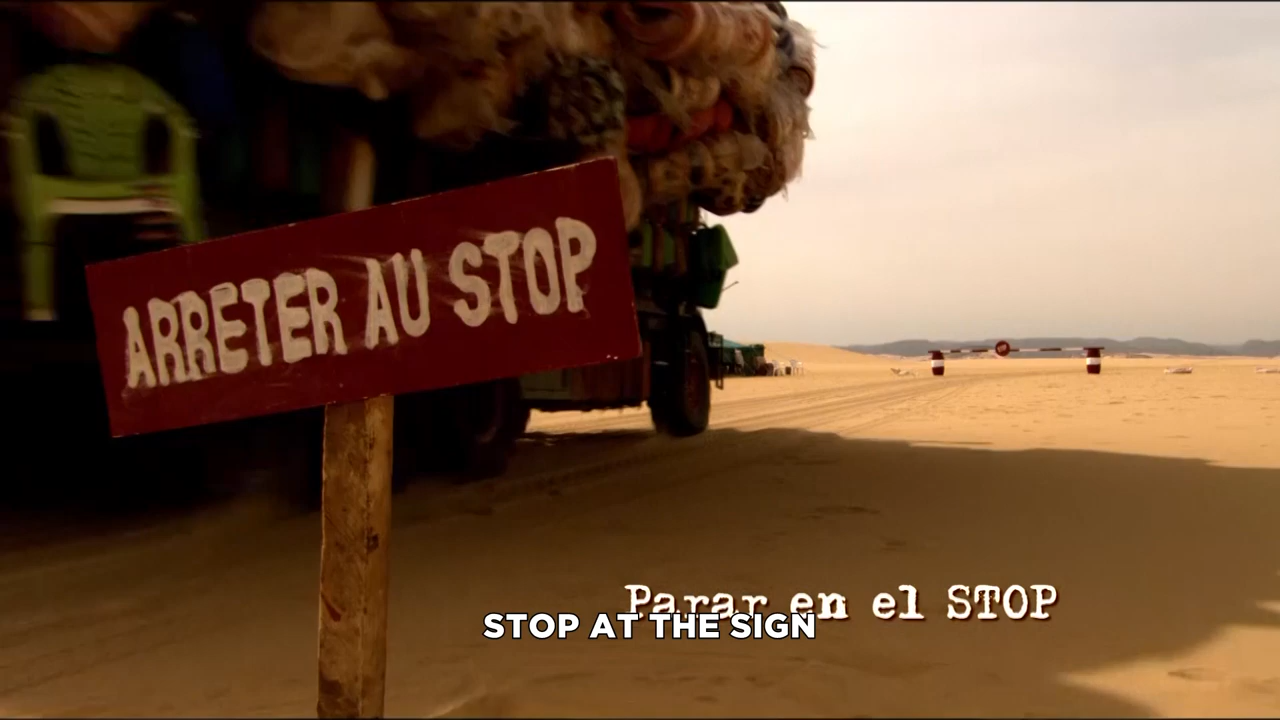 ARRETER AU STOP
Parar en el STOP
STOP AT THE SIGN